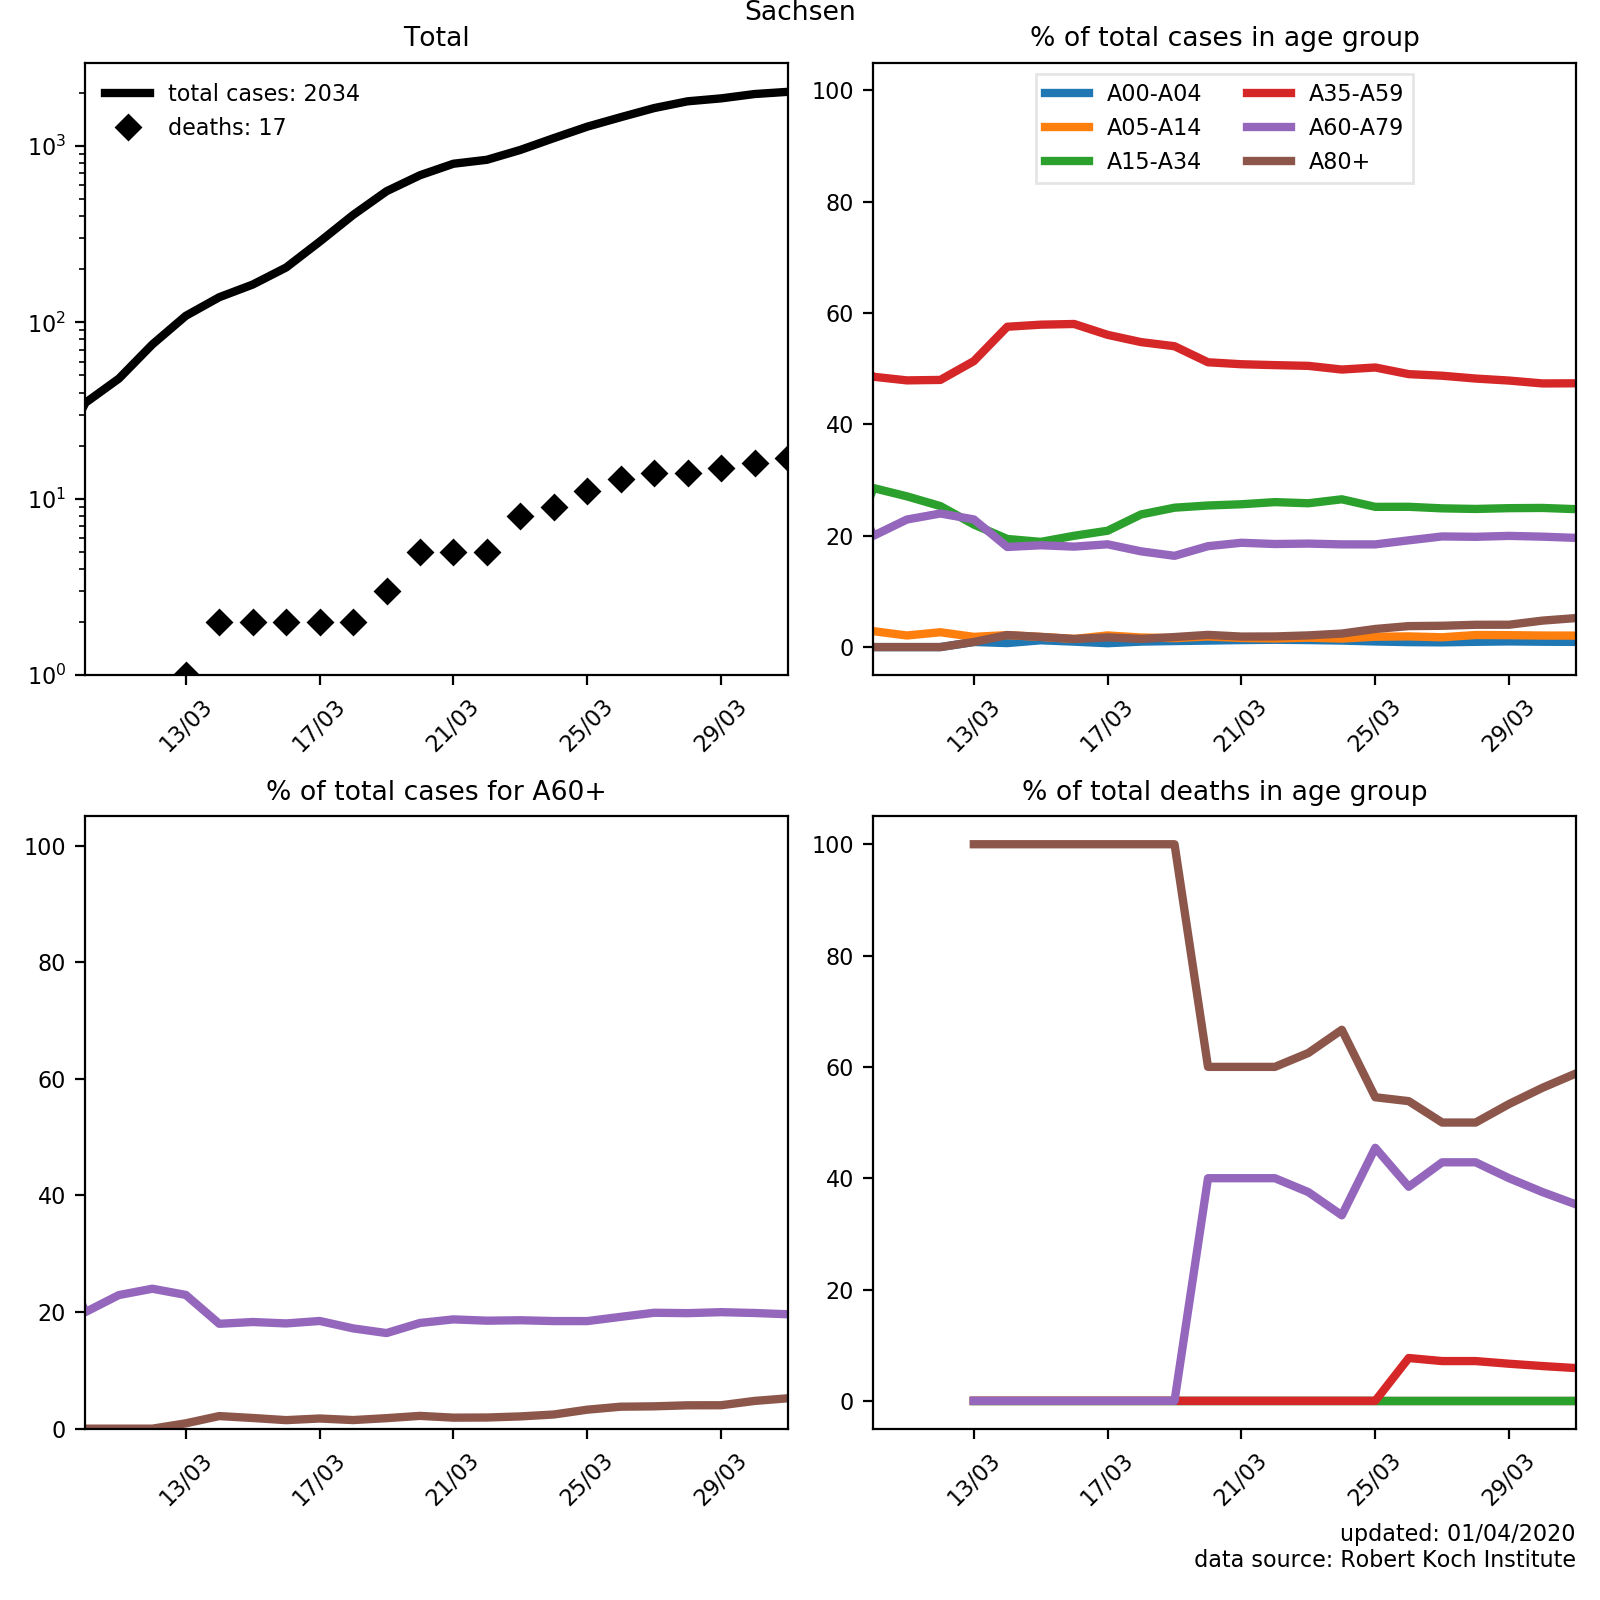 Sachsen
Total
total cases: 2034
deaths: 17
10³
10²
10¹
10⁰
13/03
17/03
21/03
25/03
29/03
% of total cases in age group
A00-A04
A05-A14
A15-A34
A35-A59
A60-A79
A80+
100
80
60
40
20
0
13/03
17/03
21/03
25/03
29/03
% of total cases for A60+
100
80
60
40
20
0
13/03
17/03
21/03
25/03
29/03
% of total deaths in age group
100
80
60
40
20
0
13/03
17/03
21/03
25/03
29/03
updated: 01/04/2020
data source: Robert Koch Institute